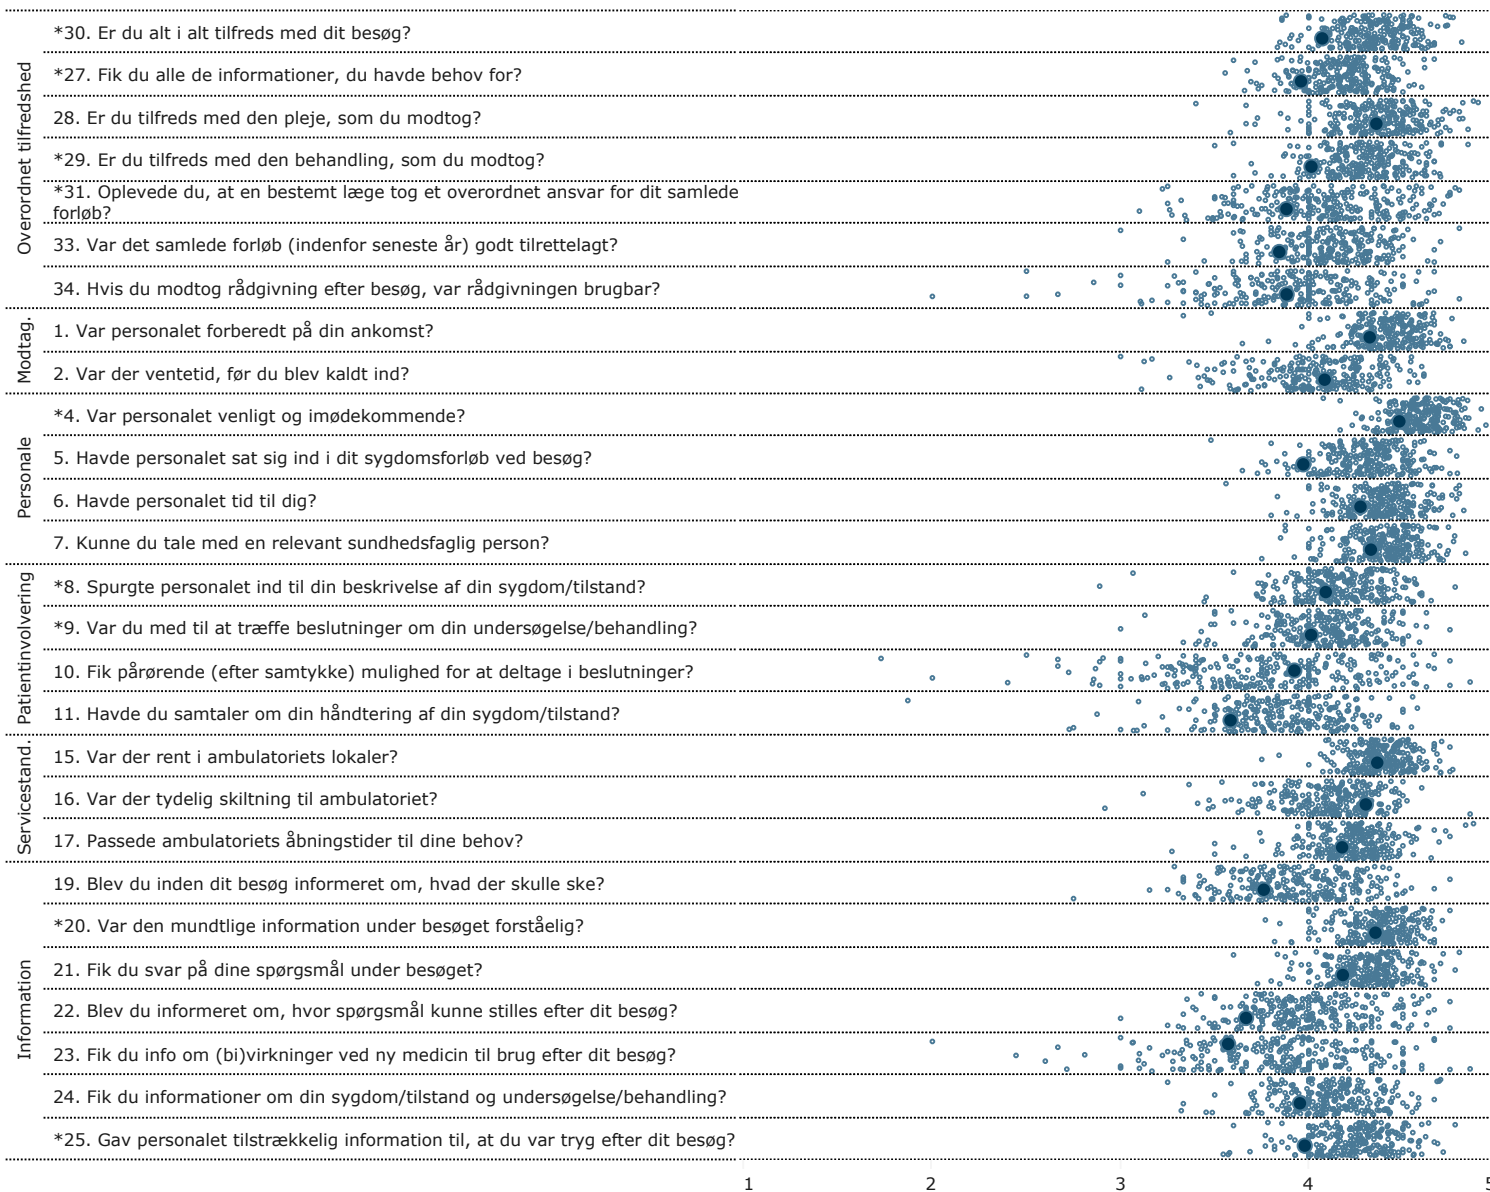 Overordnet tilfredshed
*30. Er du alt i alt tilfreds med dit besøg?
*27. Fik du alle de informationer, du havde behov for?
28. Er du tilfreds med den pleje, som du modtog?
*29. Er du tilfreds med den behandling, som du modtog?
*31. Oplevede du, at en bestemt læge tog et overordnet ansvar for dit samlede
forløb?
33. Var det samlede forløb (indenfor seneste år) godt tilrettelagt?
34. Hvis du modtog rådgivning efter besøg, var rådgivningen brugbar?
Modtag.
1. Var personalet forberedt på din ankomst?
2. Var der ventetid, før du blev kaldt ind?
Personale
*4. Var personalet venligt og imødekommende?
5. Havde personalet sat sig ind i dit sygdomsforløb ved besøg?
6. Havde personalet tid til dig?
7. Kunne du tale med en relevant sundhedsfaglig person?
Patientinvolvering
*8. Spurgte personalet ind til din beskrivelse af din sygdom/tilstand?
*9. Var du med til at træffe beslutninger om din undersøgelse/behandling?
10. Fik pårørende (efter samtykke) mulighed for at deltage i beslutninger?
11. Havde du samtaler om din håndtering af din sygdom/tilstand?
Servicestand.
15. Var der rent i ambulatoriets lokaler?
16. Var der tydelig skiltning til ambulatoriet?
17. Passede ambulatoriets åbningstider til dine behov?
Information
19. Blev du inden dit besøg informeret om, hvad der skulle ske?
*20. Var den mundtlige information under besøget forståelig?
21. Fik du svar på dine spørgsmål under besøget?
22. Blev du informeret om, hvor spørgsmål kunne stilles efter dit besøg?
23. Fik du info om (bi)virkninger ved ny medicin til brug efter dit besøg?
24. Fik du informationer om din sygdom/tilstand og undersøgelse/behandling?
*25. Gav personalet tilstrækkelig information til, at du var tryg efter dit besøg?
1 2 3 4 5